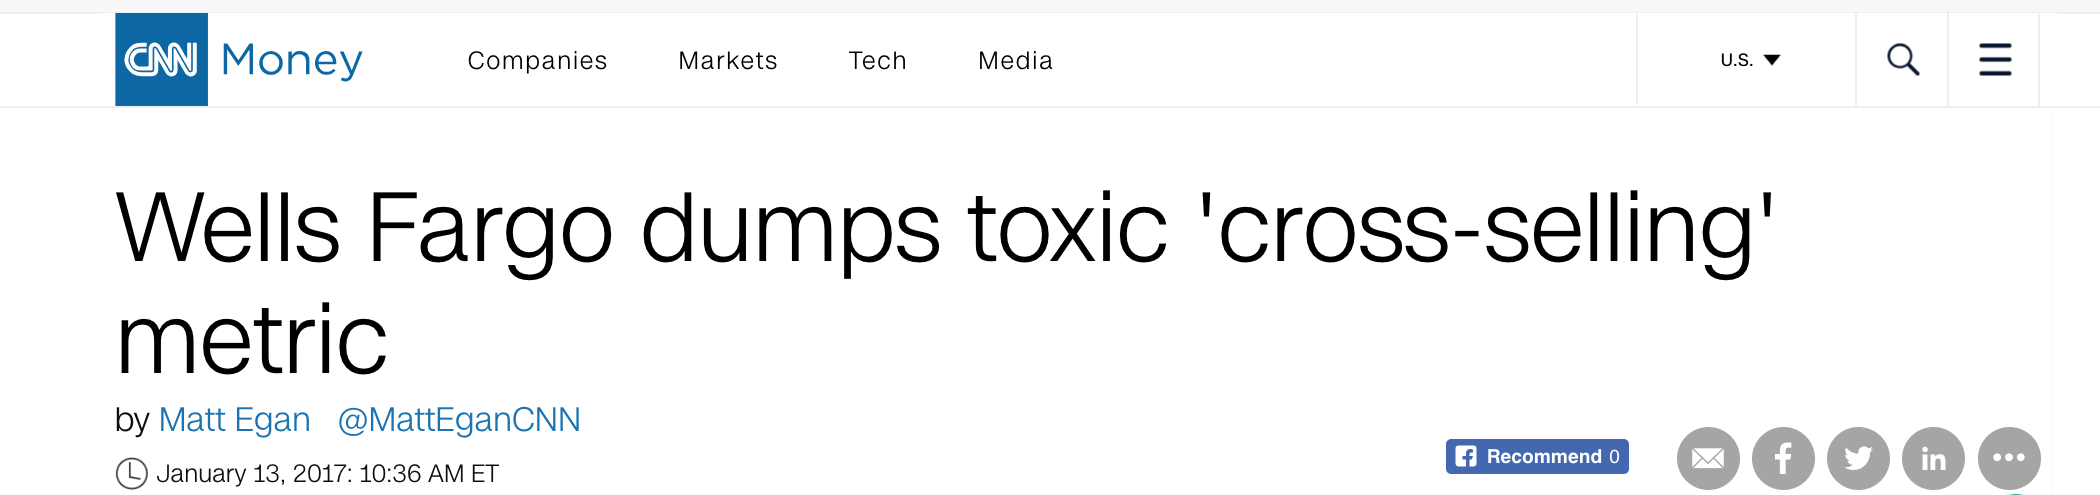 CNN Money Companies Markets Tech Media U.S.
Wells Fargo dumps toxic 'cross-selling'
metric
by Matt Egan @MattEganCNN
Recommend 0
January 13, 2017: 10:36 AM ET